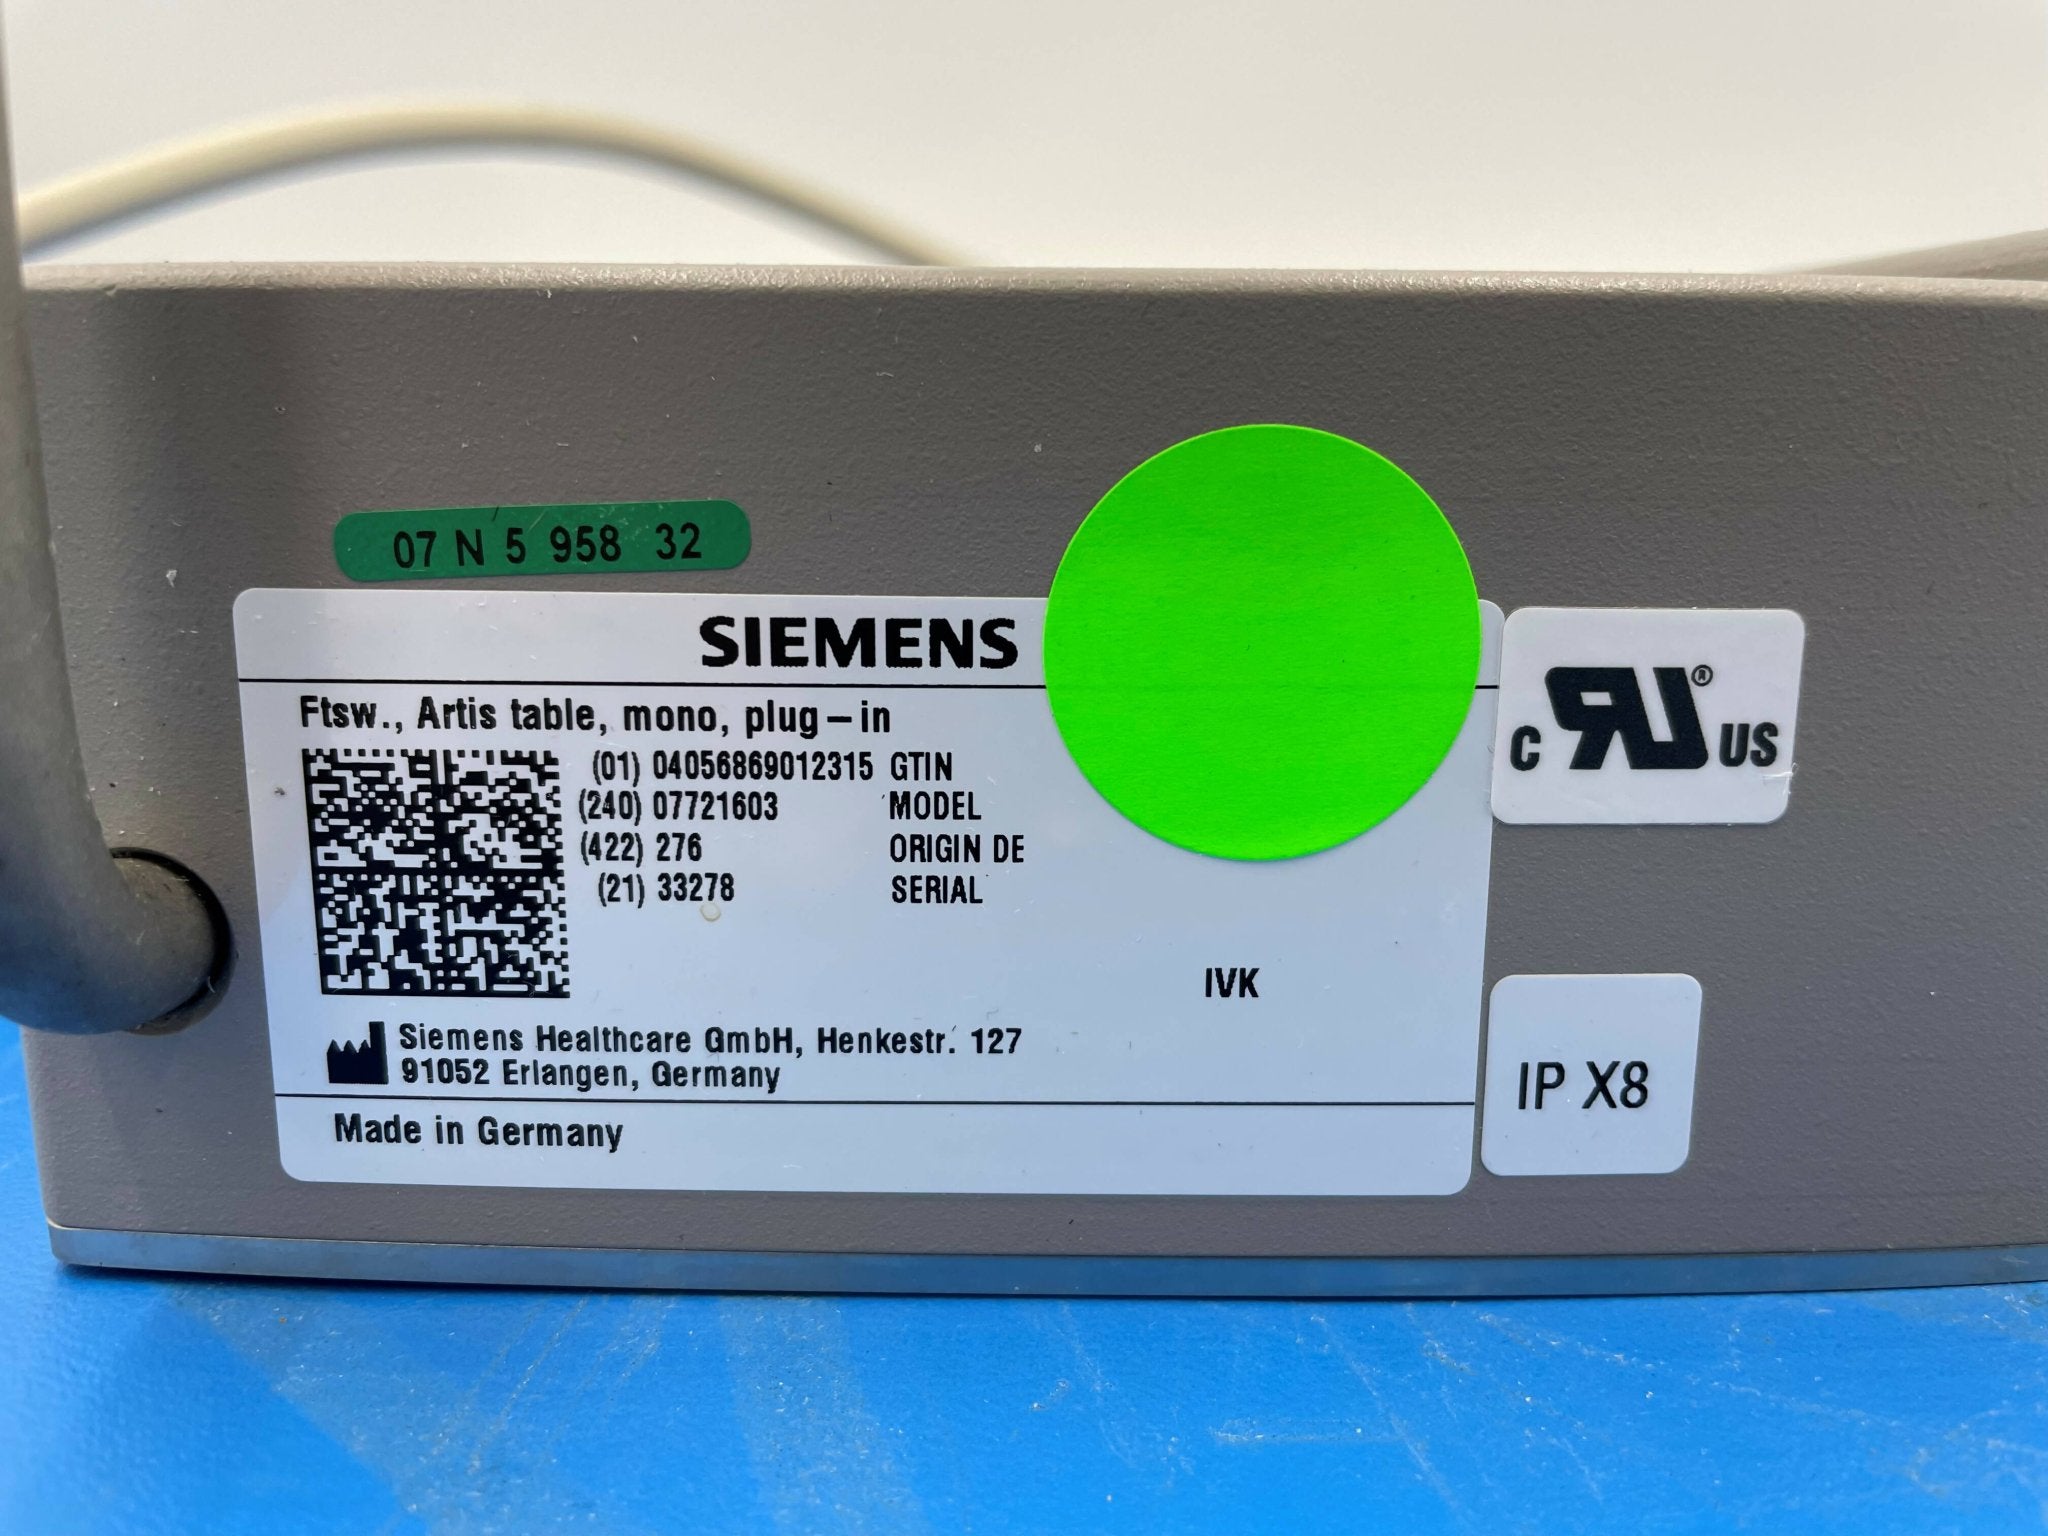 07 N 5 958 32
SIEMENS
Ftsw., Artis table, mono, plug-in
(01) 04056869012315 GTIN
(240) 07721603 MODEL
(422) 276 ORIGIN DE
(21) 33278 SERIAL
IVK
Siemens Healthcare GmbH, Henkestr. 127
91052 Erlangen, Germany
Made in Germany
C RU® US
IP X8